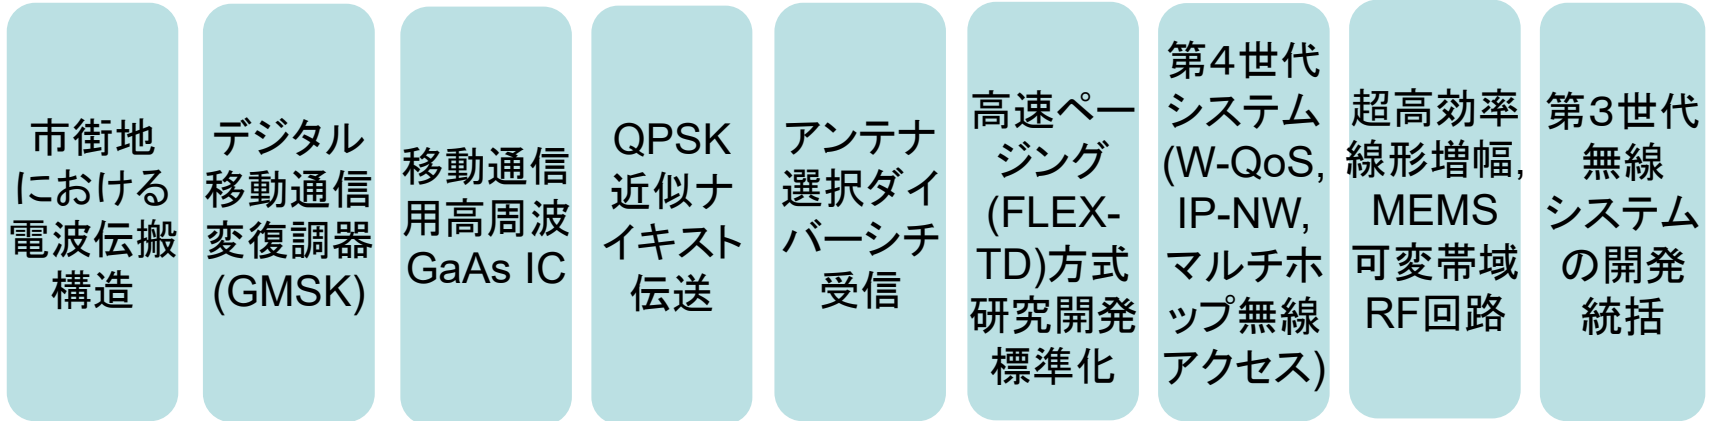 市街地
における
電波伝搬
構造
デジタル
移動通信
変復調器
(GMSK)
移動通信
用高周波
GaAs IC
QPSK
近似ナ
イキスト
伝送
アンテナ
選択ダイ
バーシチ
受信
高速ペー
ジング
(FLEX-
TD)方式
研究開発
標準化
第４世代
システム
(W-QoS,
IP-NW,
マルチホ
ップ無線
アクセス)
超高効率
線形増幅,
MEMS
可変帯域
RF回路
第３世代
無線
システム
の開発
統括